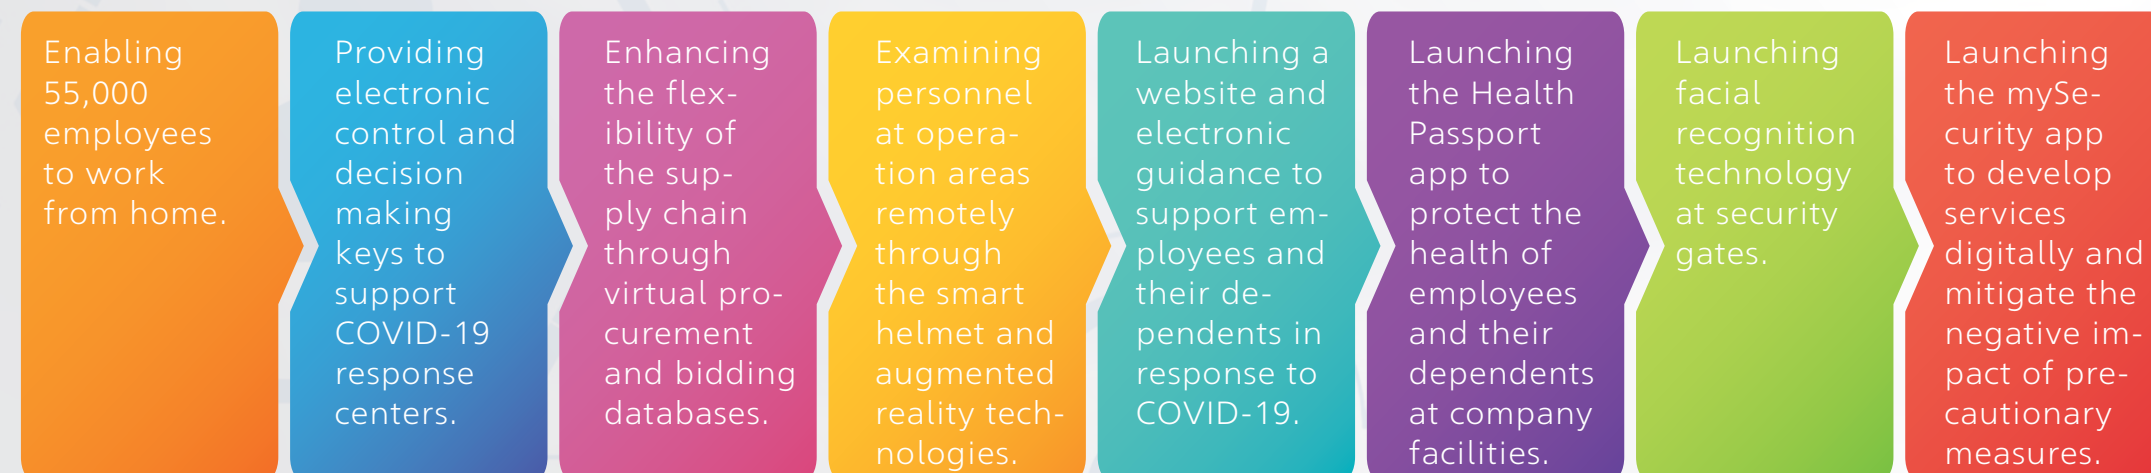 Enabling
55,000
employees
to work
from home.
Providing
electronic
control and
decision
making
keys to
support
COVID-19
response
centers.
Enhancing
the flex-
ibility of
the sup-
ply chain
through
virtual pro-
curement
and bidding
databases.
Examining
personnel
at opera-
tion areas
remotely
through
the smart
helmet and
augmented
reality tech-
nologies.
Launching a
website and
electronic
guidance to
support em-
ployees and
their de-
pendents in
response to
COVID-19.
Launching
the Health
Passport
app to
protect the
health of
employees
and their
dependents
at company
facilities.
Launching
facial
recognition
technology
at security
gates.
Launching
the mySe-
curity app
to develop
services
digitally and
mitigate the
negative im-
pact of pre-
cautionary
measures.